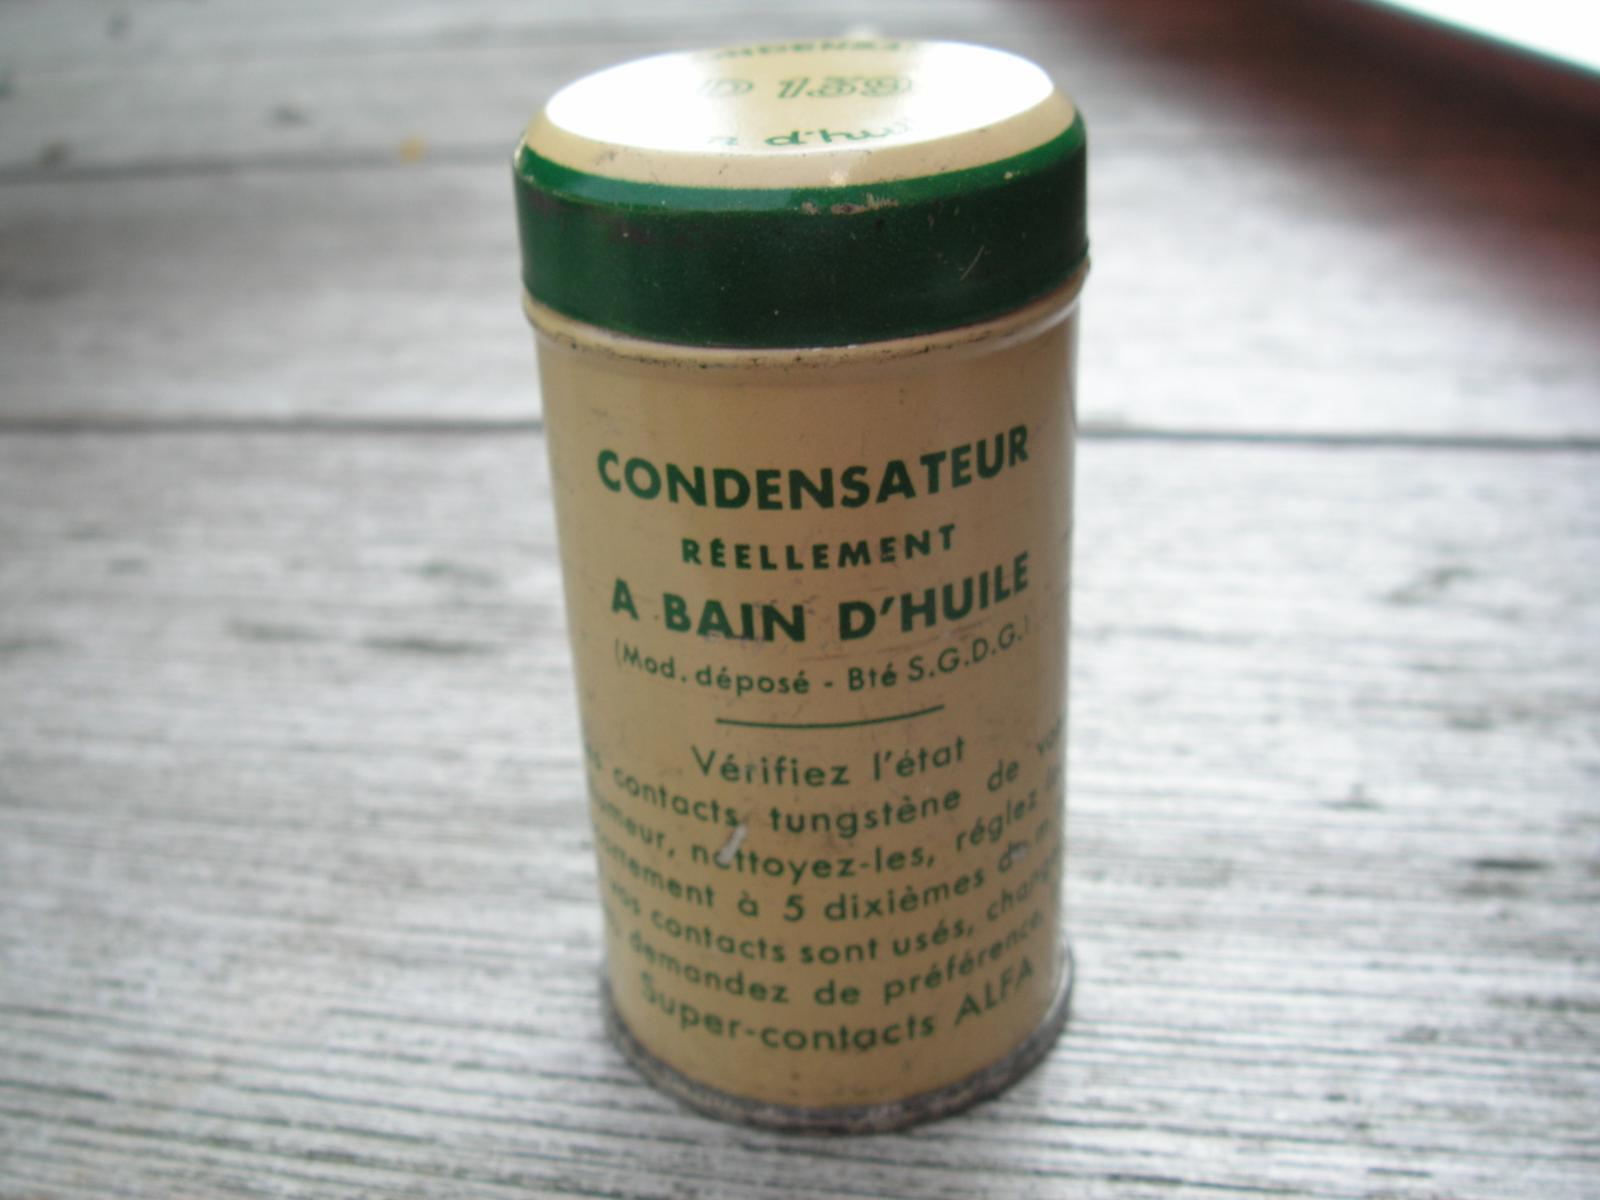 D 139
d'hui
CONDENSATEUR
RÉELLEMENT
A BAIN D'HUILE
(Mod. déposé - Bté S.G.D.G.)
Vérifiez l'état
contacts tungstène de
nettoyez-les, réglez
à 5 dixièmes
contacts sont usés,
demandez de préférence
Super-contacts ALFA